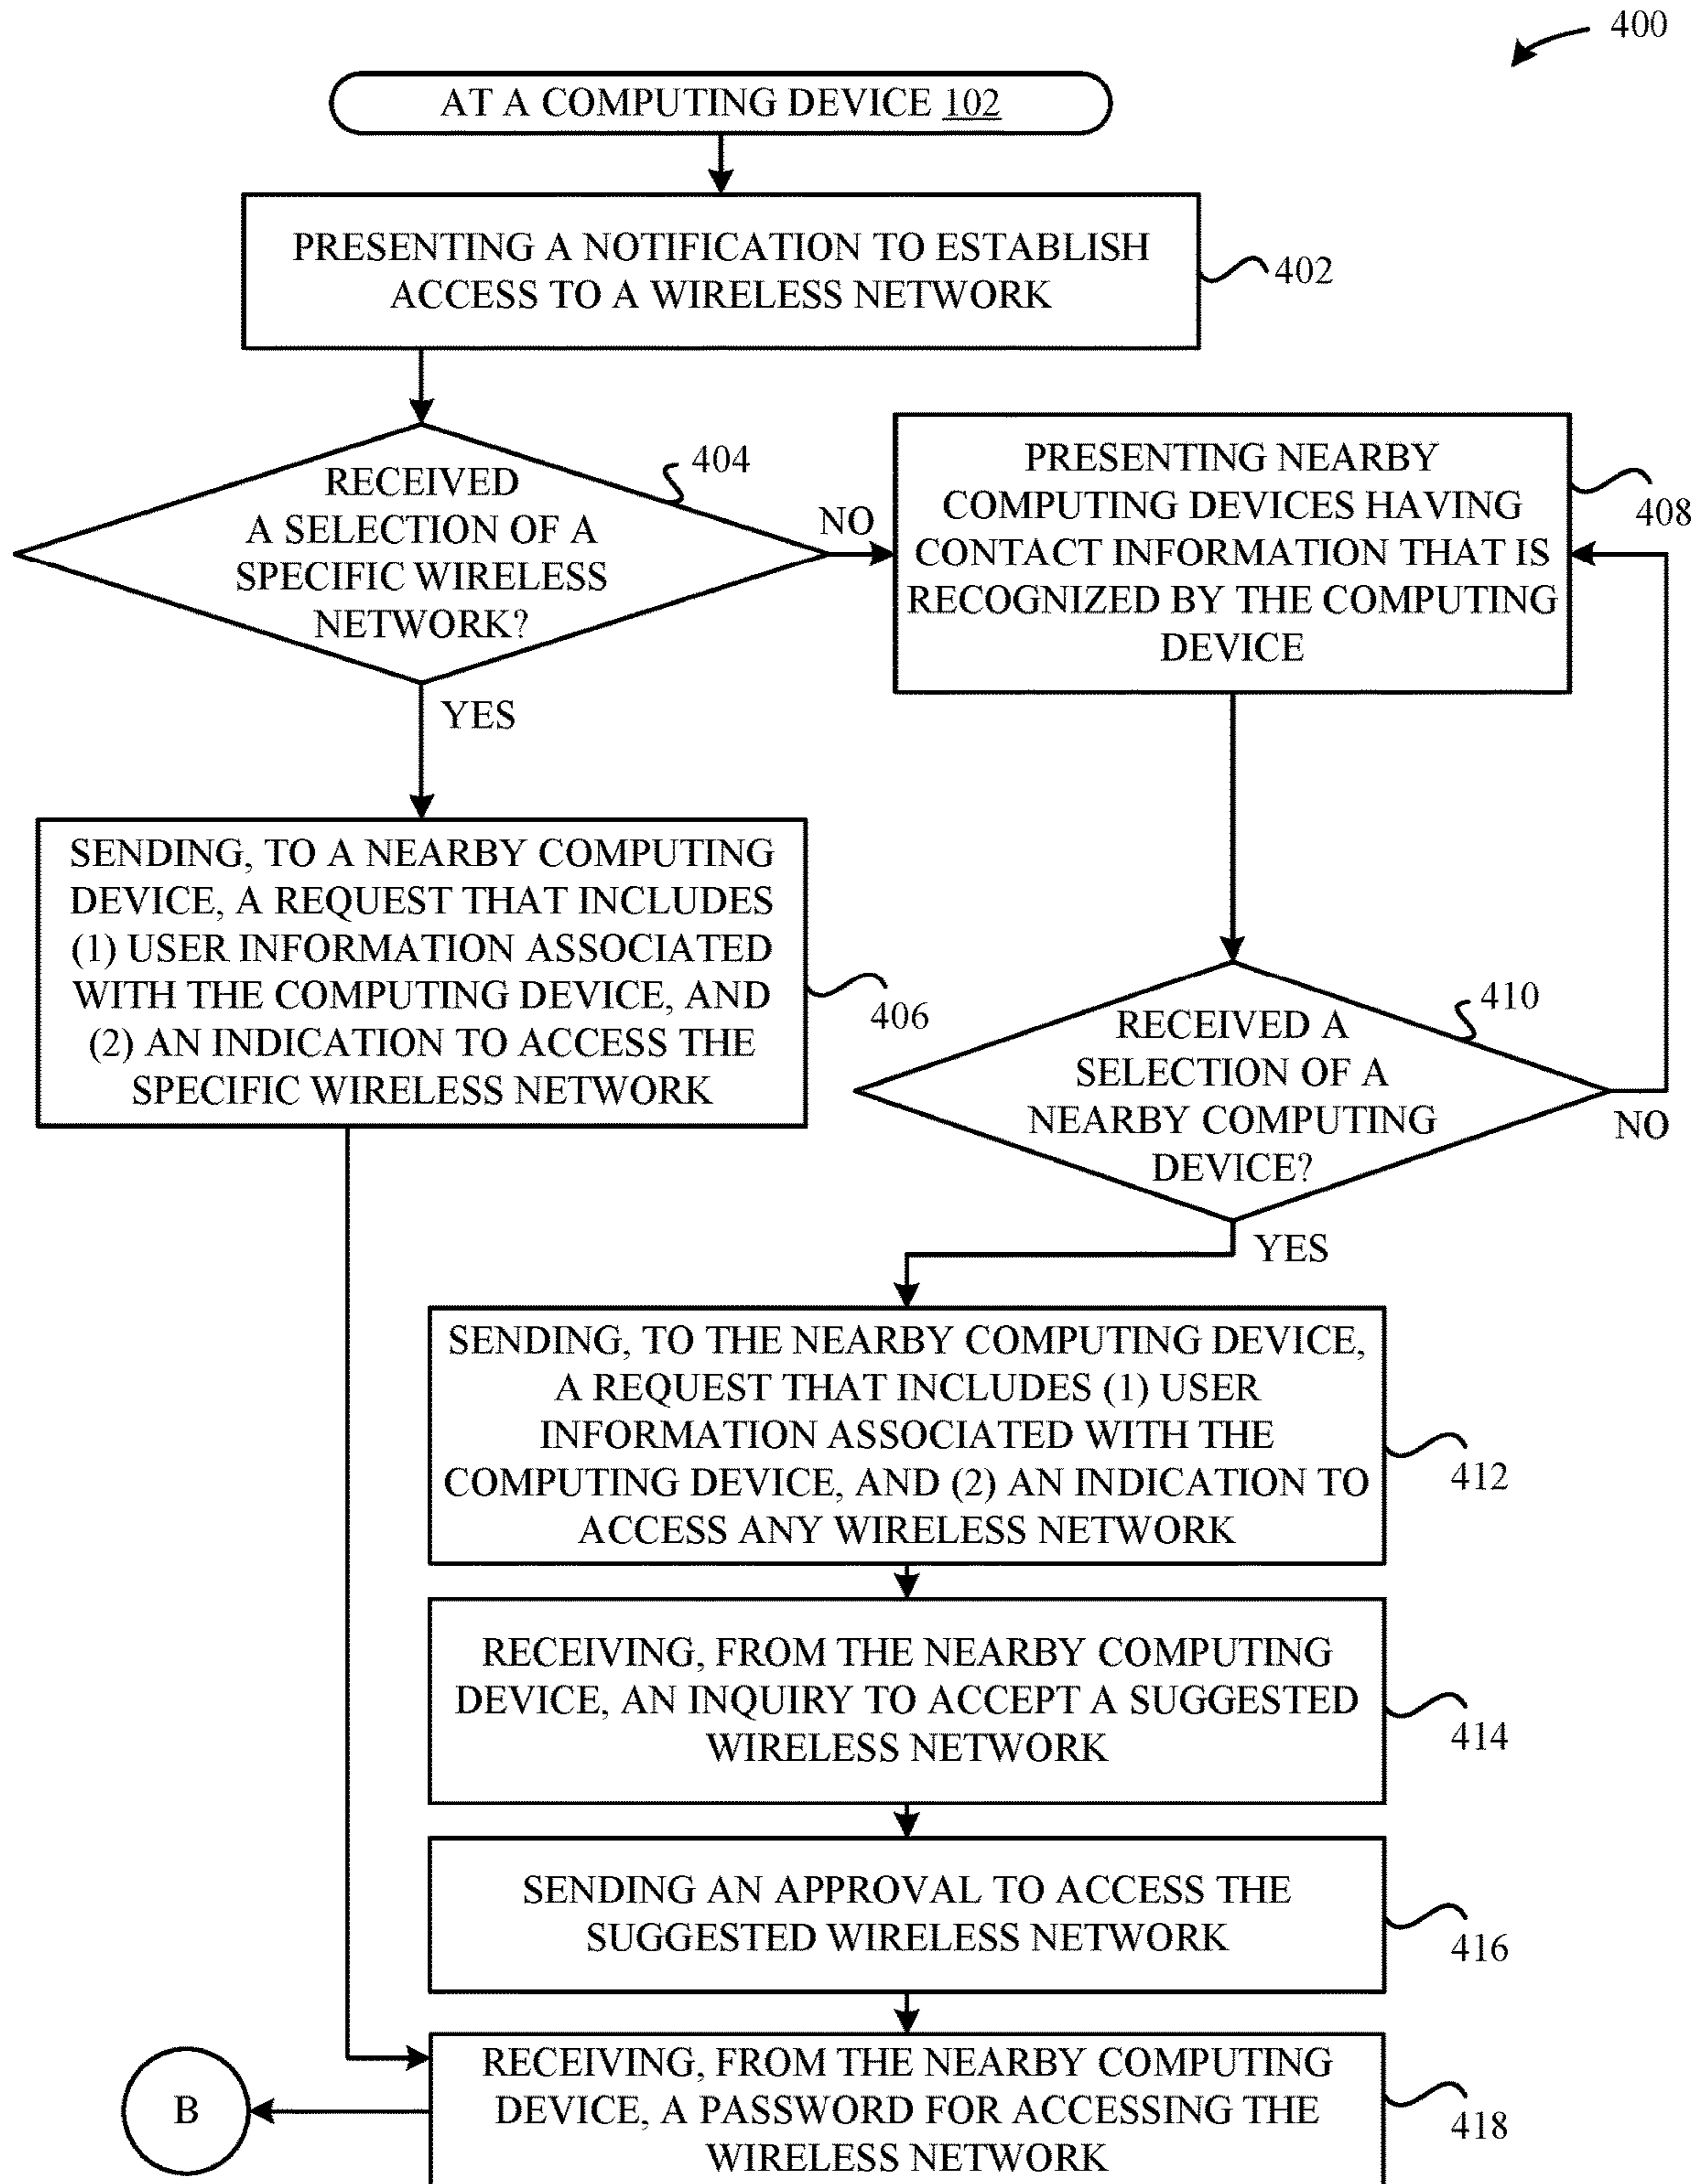 400
AT A COMPUTING DEVICE 102
PRESENTING A NOTIFICATION TO ESTABLISH
ACCESS TO A WIRELESS NETWORK
402
RECEIVED
A SELECTION OF A
SPECIFIC WIRELESS
NETWORK?
404
NO
YES
PRESENTING NEARBY
COMPUTING DEVICES HAVING
CONTACT INFORMATION THAT IS
RECOGNIZED BY THE COMPUTING
DEVICE
408
SENDING, TO A NEARBY COMPUTING
DEVICE, A REQUEST THAT INCLUDES
(1) USER INFORMATION ASSOCIATED
WITH THE COMPUTING DEVICE, AND
(2) AN INDICATION TO ACCESS THE
SPECIFIC WIRELESS NETWORK
406
RECEIVED A
SELECTION OF A
NEARBY COMPUTING
DEVICE?
410
NO
YES
SENDING, TO THE NEARBY COMPUTING DEVICE,
A REQUEST THAT INCLUDES (1) USER
INFORMATION ASSOCIATED WITH THE
COMPUTING DEVICE, AND (2) AN INDICATION TO
ACCESS ANY WIRELESS NETWORK
412
RECEIVING, FROM THE NEARBY COMPUTING
DEVICE, AN INQUIRY TO ACCEPT A SUGGESTED
WIRELESS NETWORK
414
SENDING AN APPROVAL TO ACCESS THE
SUGGESTED WIRELESS NETWORK
416
RECEIVING, FROM THE NEARBY COMPUTING
DEVICE, A PASSWORD FOR ACCESSING THE
WIRELESS NETWORK
418
B